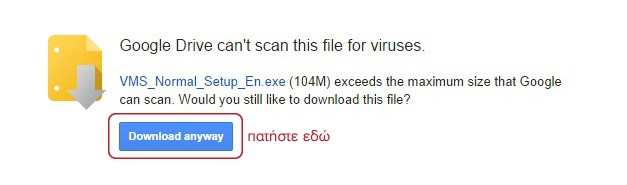 Google Drive can't scan this file for viruses.
VMS_Normal_Setup_En.exe (104M) exceeds the maximum size that Google
can scan. Would you still like to download this file?
Download anyway πατήστε εδώ